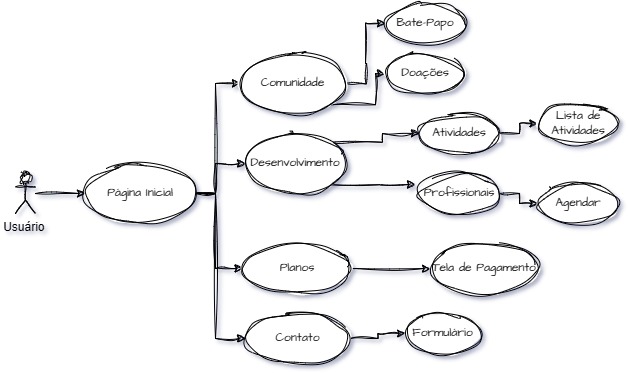 Bate-Papo
Comunidade
Doações
Atividades
Lista de
Atividades
Desenvolvimento
Profissionais
Agendar
Página Inicial
Usuário
Planos
Tela de Pagamento
Contato
Formulário